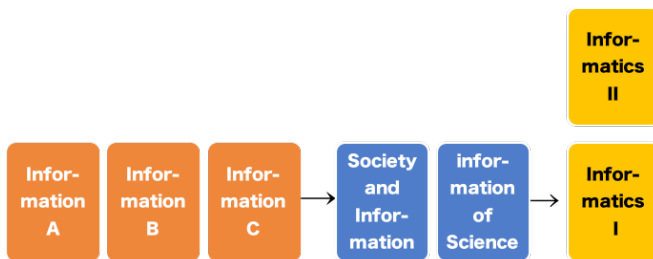 Infor-
matics
II
Infor-
mation
A
Infor-
mation
B
Infor-
mation
C
Society
and
Infor-
mation
infor-
mation
of
Science
Infor-
matics
I